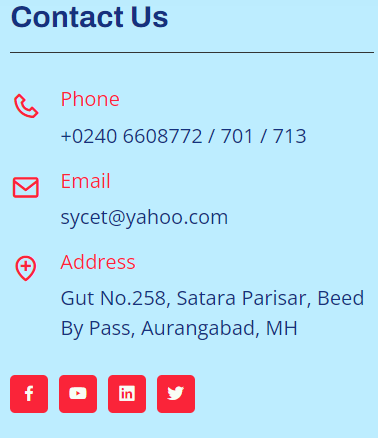 Contact Us
Phone
+0240 6608772 / 701 / 713
Email
sycet@yahoo.com
Address
Gut No.258, Satara Parisar, Beed
By Pass, Aurangabad, MH